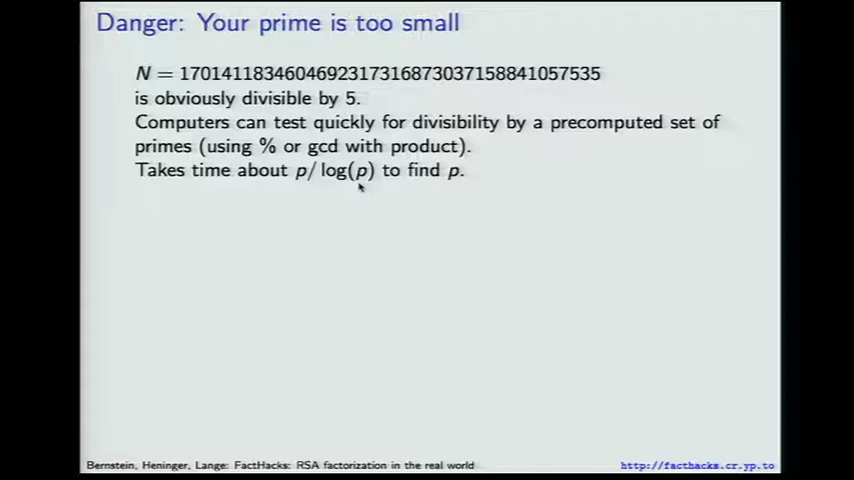 Danger: Your prime is too small
N = 1701411834604692317316873037158841057535
is obviously divisible by 5.
Computers can test quickly for divisibility by a precomputed set of
primes (using % or gcd with product).
Takes time about p/ log(p) to find p.
Bernstein, Heninger, Lange: FactHacks: RSA factorization in the real world
http://facthacks.cr.yp.to